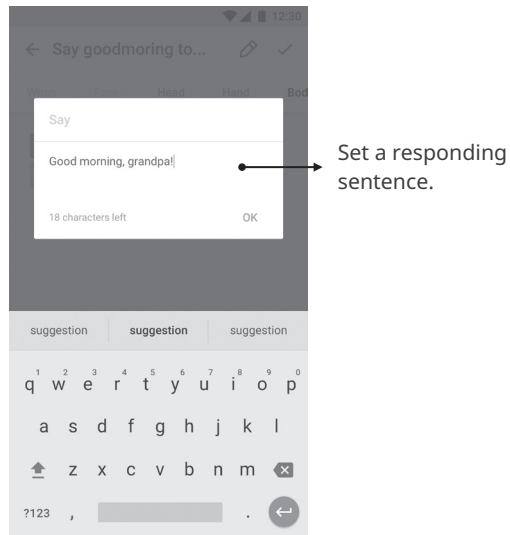 12:30
Say goodmoring to...
Face Head Hand Bod
Say
Good morning, grandpa!
18 characters left OK
Set a responding
sentence.
suggestion suggestion suggestion
1 2 3 4 5 6 7 8 9 0
q w e r t y u i o p
a s d f g h j k l
z x c v b n m
?123 , .